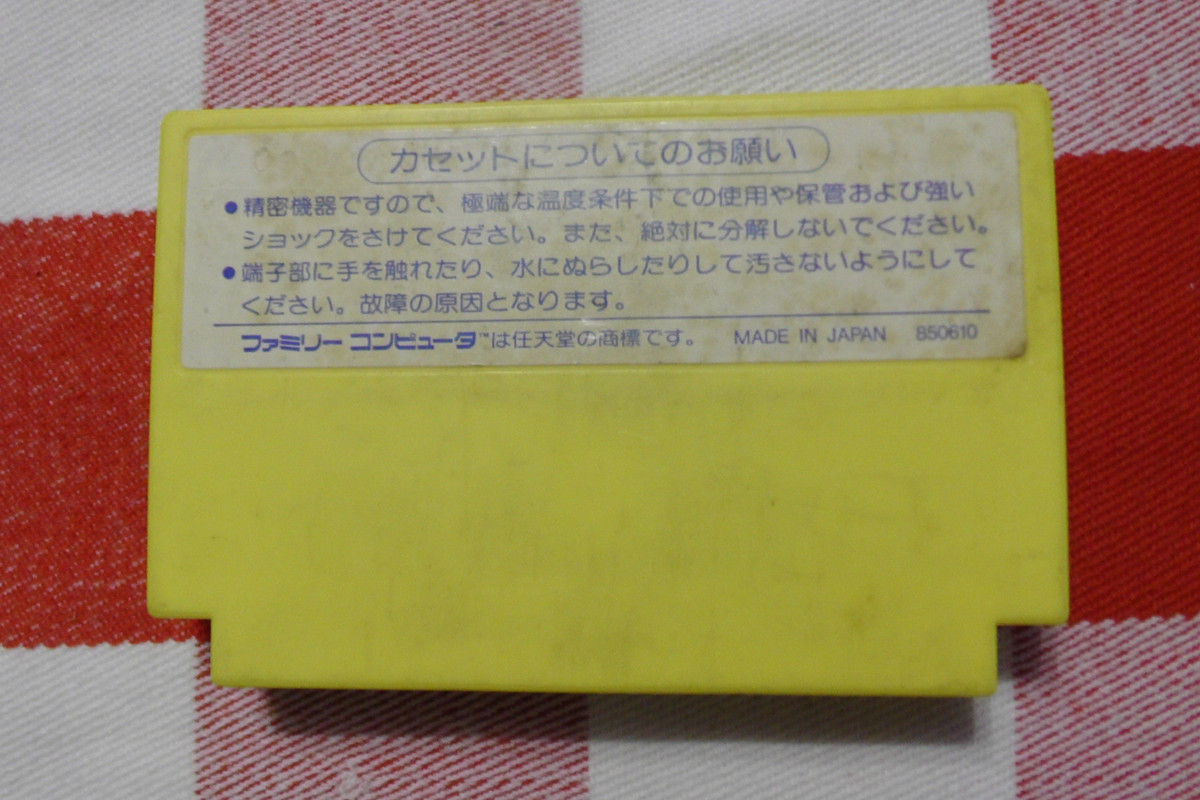 カセットについてのお願い
●精密機器ですので、極端な温度条件下での使用や保管および強い
ショックをさけてください。また、絶対に分解しないでください。
●端子部に手を触れたり、水にぬらしたりして汚さないようにして
ください。故障の原因となります。
ファミリー コンピュータ™は任天堂の商標です。 MADE IN JAPAN 850610